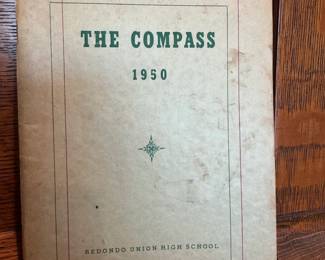 THE COMPASS
1950
REDONDO UNION HIGH SCHOOL